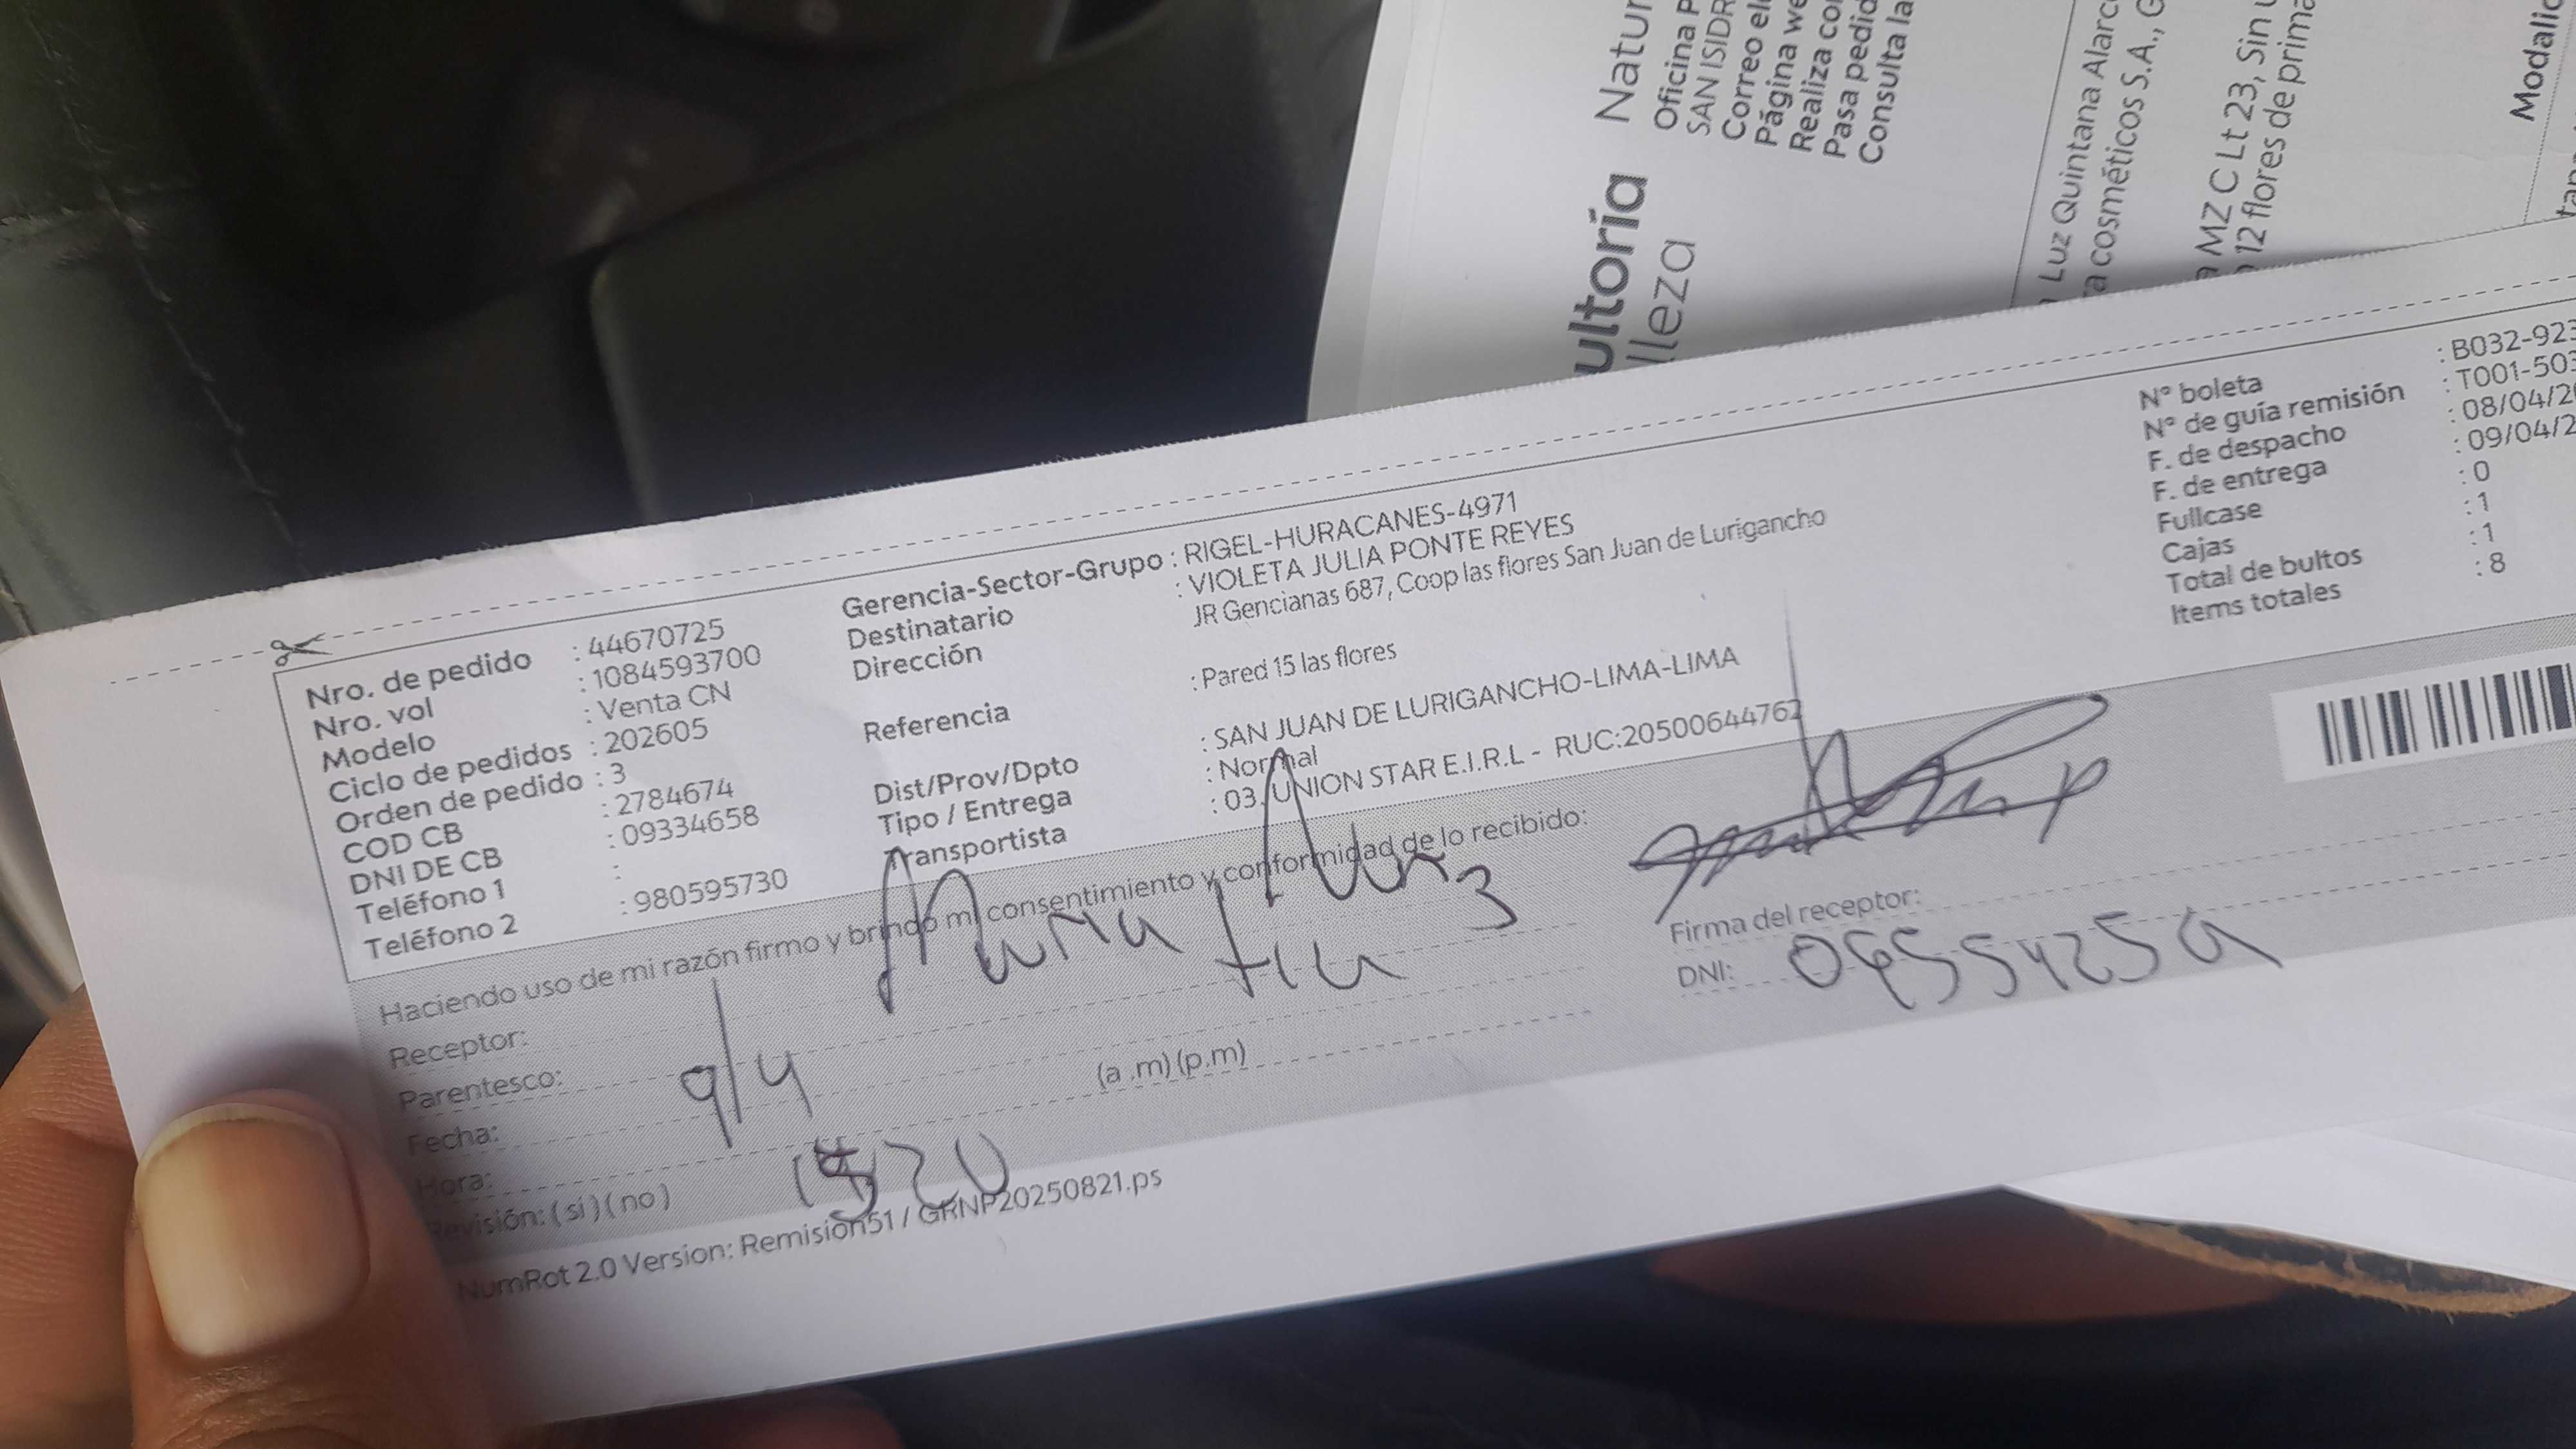 Natur
Oficina P
SAN ISIDR
Correo el
Página we
Realiza co
Pasa pedid
Consulta la
ultoría
lleza
Luz Quintana Alarc
a cosméticos S.A., G
MZ C Lt 23, Sin
12 flores de prima
Modalid
Nro. de pedido : 44670725
Nro. vol : 1084593700
Modelo : Venta CN
Ciclo de pedidos : 202605
Orden de pedido : 3
COD CB : 2784674
DNI DE CB : 09334658
Teléfono 1 :
Teléfono 2 : 980595730
Gerencia-Sector-Grupo : RIGEL-HURACANES-4971
Destinatario : VIOLETA JULIA PONTE REYES
Dirección JR Gencianas 687, Coop las flores San Juan de Lurigancho
Referencia : Pared 15 las flores
Dist/Prov/Dpto : SAN JUAN DE LURIGANCHO-LIMA-LIMA
Tipo / Entrega : Normal
Transportista : 03. UNION STAR E.I.R.L - RUC:20500644762
N° boleta : B032-923
N° de guía remisión : T001-503
F. de despacho : 08/04/2
F. de entrega : 09/04/2
Fullcase : 0
Cajas : 1
Total de bultos : 1
Items totales : 8
Haciendo uso de mi razón firmo y brindo mi consentimiento y conformidad de lo recibido:
Receptor:
Parentesco:
Fecha: 9/4
Hora: (a .m) (p.m)
Revisión: ( si ) ( no )
Firma del receptor:
DNI:
NumRot 2.0 Version: Remision51 / GRNP20250821.ps